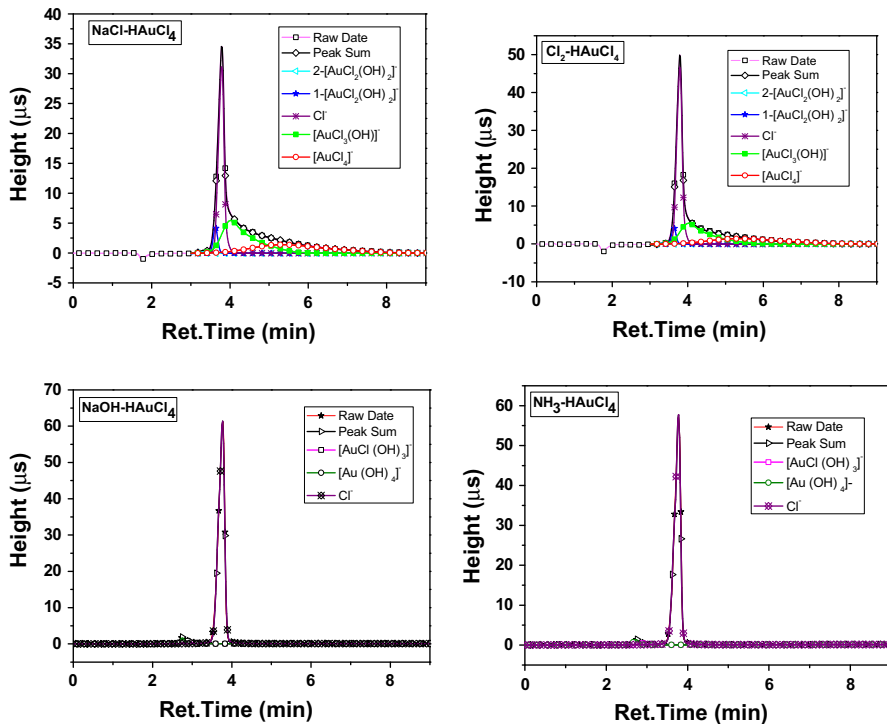 NaCl-HAuCl4
Raw Date
Peak Sum
2-[AuCl2(OH) 2]-
1-[AuCl2(OH) 2]-
Cl-
[AuCl3(OH)]-
[AuCl4]-
Height (μs)
40
35
30
25
20
15
10
5
0
-5
0 2 4 6 8
Ret.Time (min)
Cl2-HAuCl4
Raw Date
Peak Sum
2-[AuCl2(OH) 2]-
1-[AuCl2(OH) 2]-
Cl-
[AuCl3(OH)]-
[AuCl4]-
Height (μs)
50
40
30
20
10
0
-10
0 2 4 6 8
Ret.Time (min)
NaOH-HAuCl4
Raw Date
Peak Sum
[AuCl (OH) 3]-
[Au (OH) 4]-
Cl-
Height (μs)
70
60
50
40
30
20
10
0
0 2 4 6 8
Ret.Time (min)
NH3-HAuCl4
Raw Date
Peak Sum
[AuCl (OH) 3]-
[Au (OH) 4]-
Cl-
Height (μs)
60
50
40
30
20
10
0
0 2 4 6 8
Ret.Time (min)